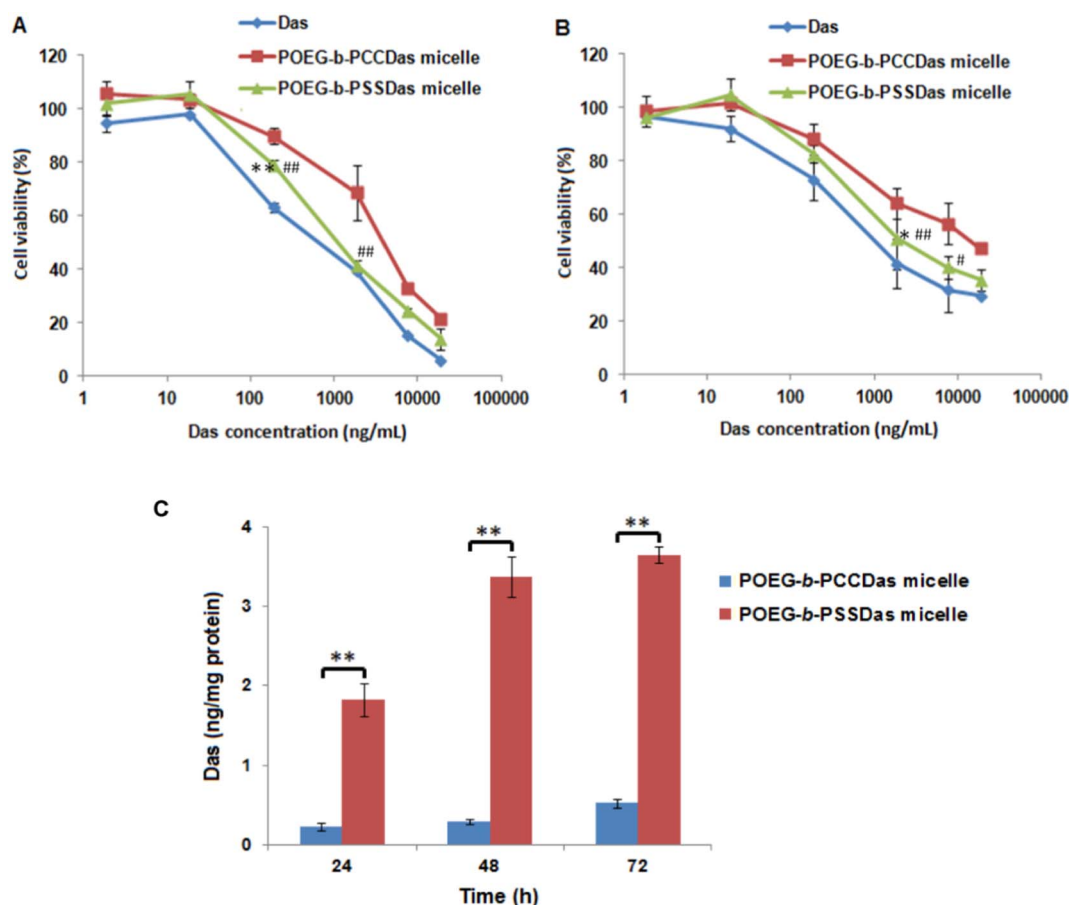 A
Das
POEG-b-PCCDas micelle
POEG-b-PSSDas micelle
Cell viability (%)
120
100
80
60
40
20
0
** ##
##
1 10 100 1000 10000 100000
Das concentration (ng/mL)
B
Das
POEG-b-PCCDas micelle
POEG-b-PSSDas micelle
Cell viability (%)
120
100
80
60
40
20
0
* ##
#
1 10 100 1000 10000 100000
Das concentration (ng/mL)
C
Das (ng/mg protein)
4
3
2
1
0
**
**
**
24 48 72
Time (h)
POEG-b-PCCDas micelle
POEG-b-PSSDas micelle